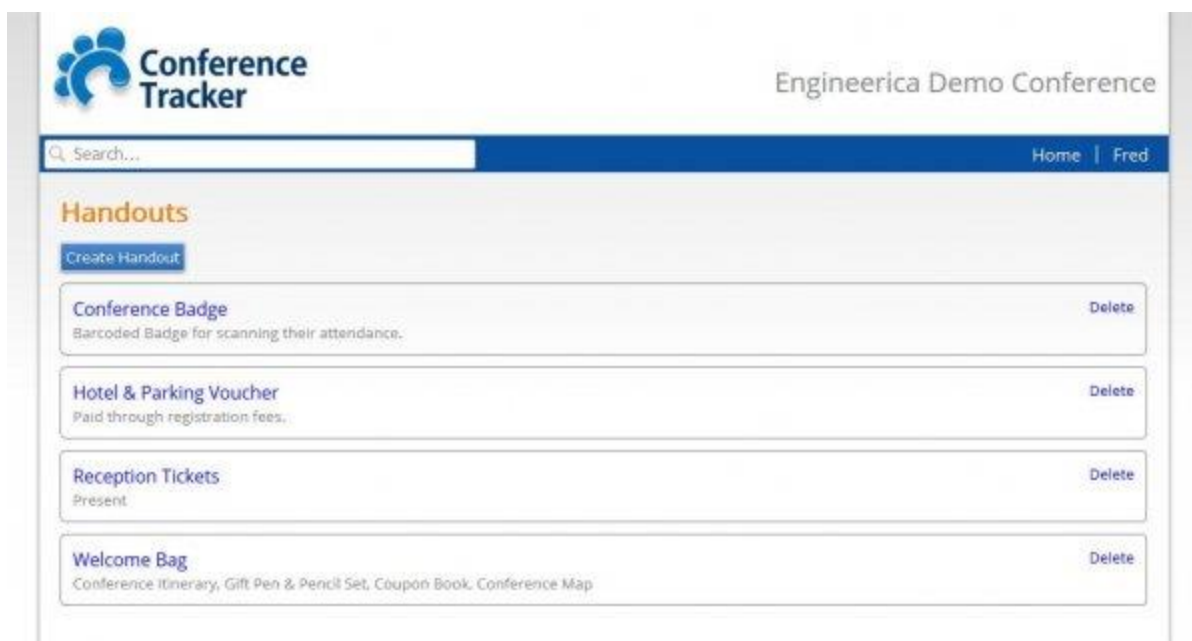 Conference
Tracker
Engineerica Demo Conference
Search...
Home | Fred
Handouts
Create Handout
Conference Badge
Delete
Barcoded Badge for scanning their attendance.
Hotel & Parking Voucher
Delete
Paid through registration fees.
Reception Tickets
Delete
Present
Welcome Bag
Delete
Conference Itinerary, Gift Pen & Pencil Set, Coupon Book, Conference Map